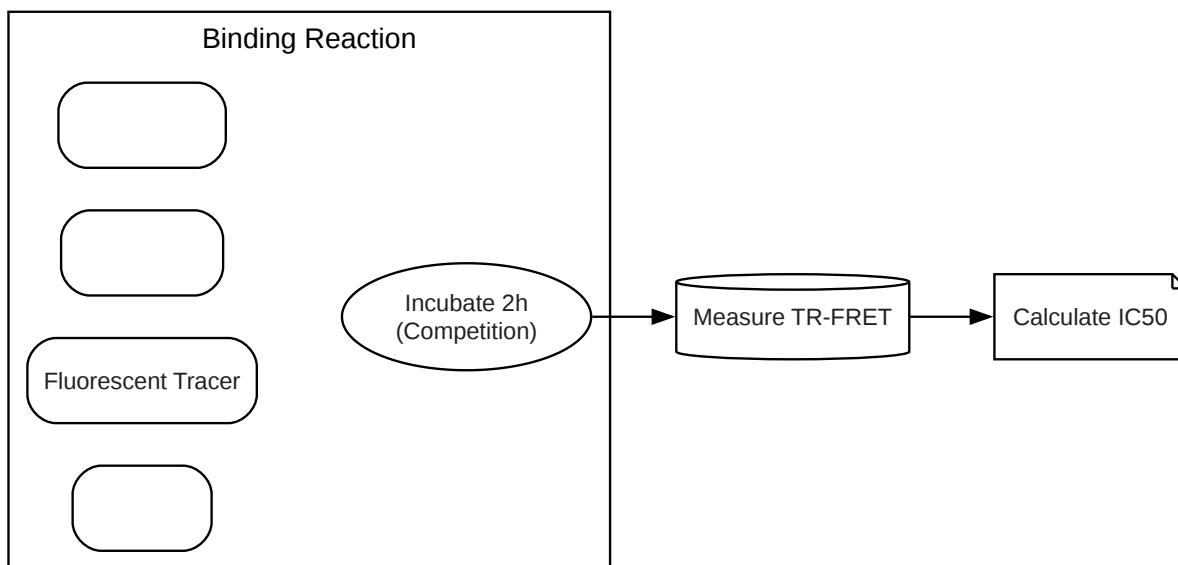 Binding Reaction
Fluorescent Tracer
Incubate 2h
(Competition)
Measure TR-FRET
Calculate IC50